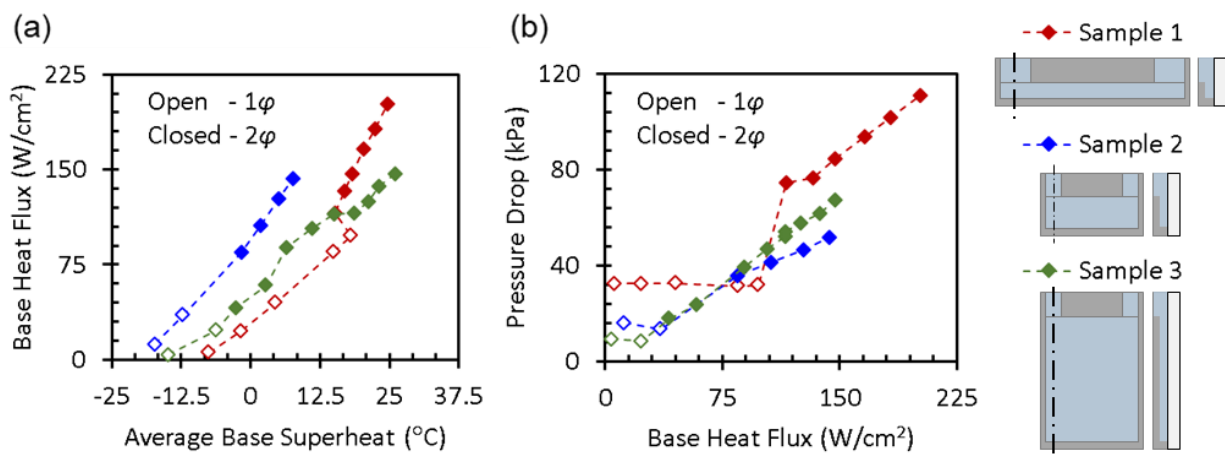 (a)
Base Heat Flux (W/cm²)
225
150
75
0
Open - 1φ
Closed - 2φ
-25 -12.5 0 12.5 25 37.5
Average Base Superheat (°C)
(b)
Pressure Drop (kPa)
120
80
40
0
Open - 1φ
Closed - 2φ
0 75 150 225
Base Heat Flux (W/cm²)
Sample 1
Sample 2
Sample 3